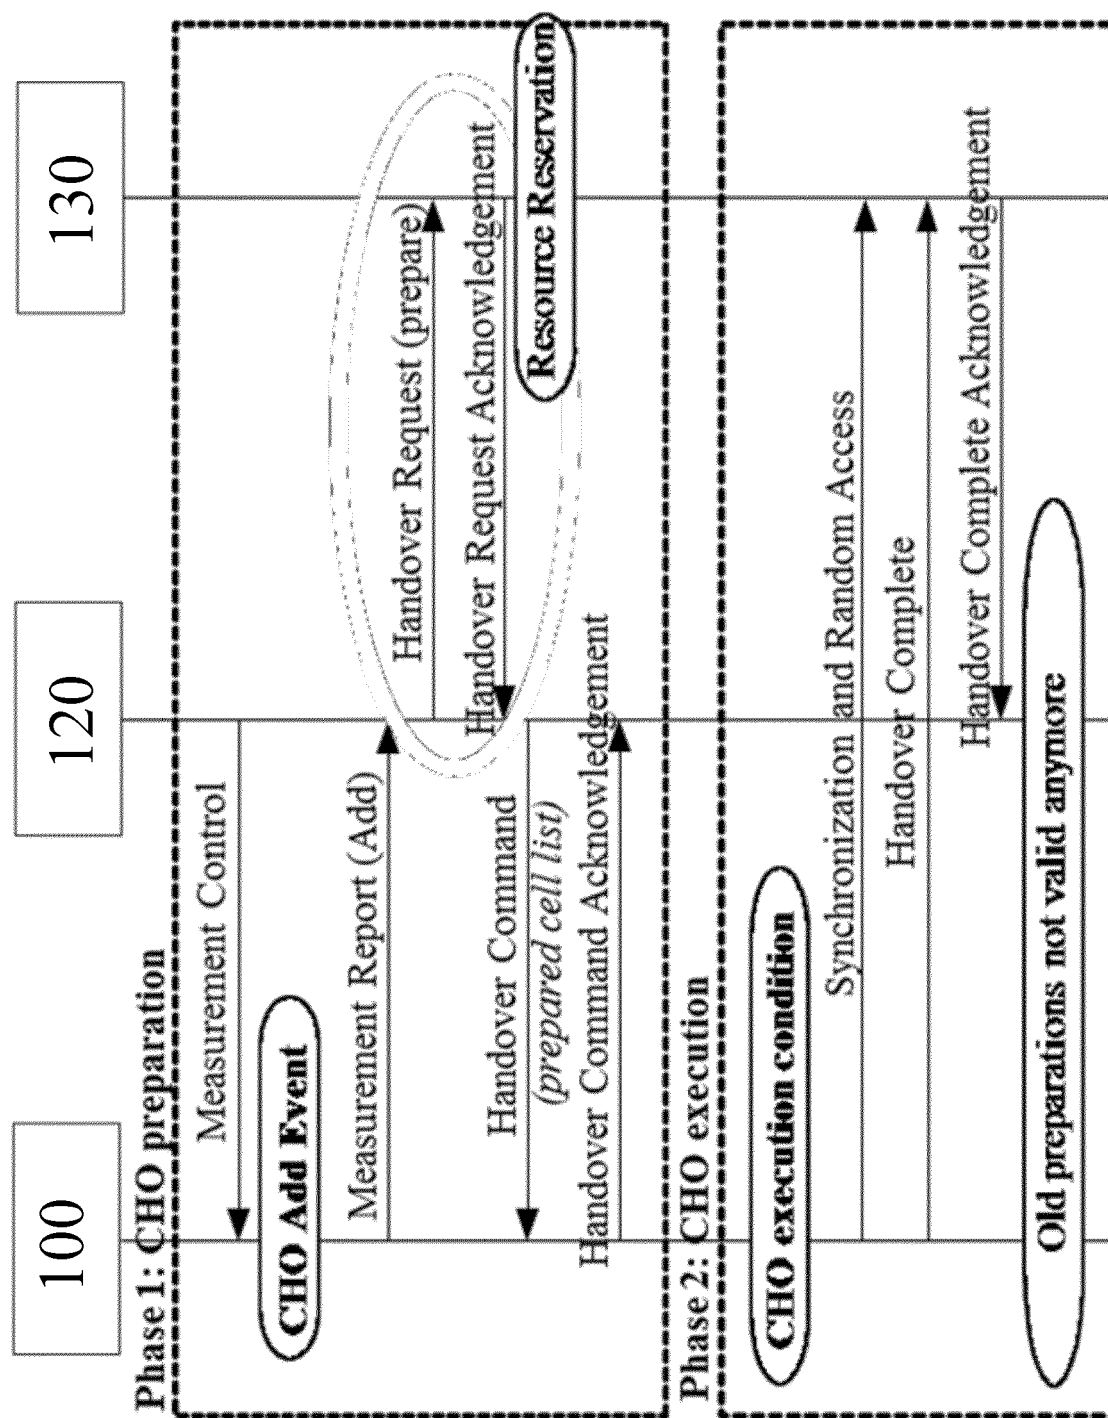 100
120
130
Phase 1: CHO preparation
Measurement Control
CHO Add Event
Measurement Report (Add)
Handover Request (prepare)
Handover Request Acknowledgement
Resource Reservation
Handover Command
(prepared cell list)
Handover Command Acknowledgement
Phase 2: CHO execution
CHO execution condition
Synchronization and Random Access
Handover Complete
Handover Complete Acknowledgement
Old preparations not valid anymore